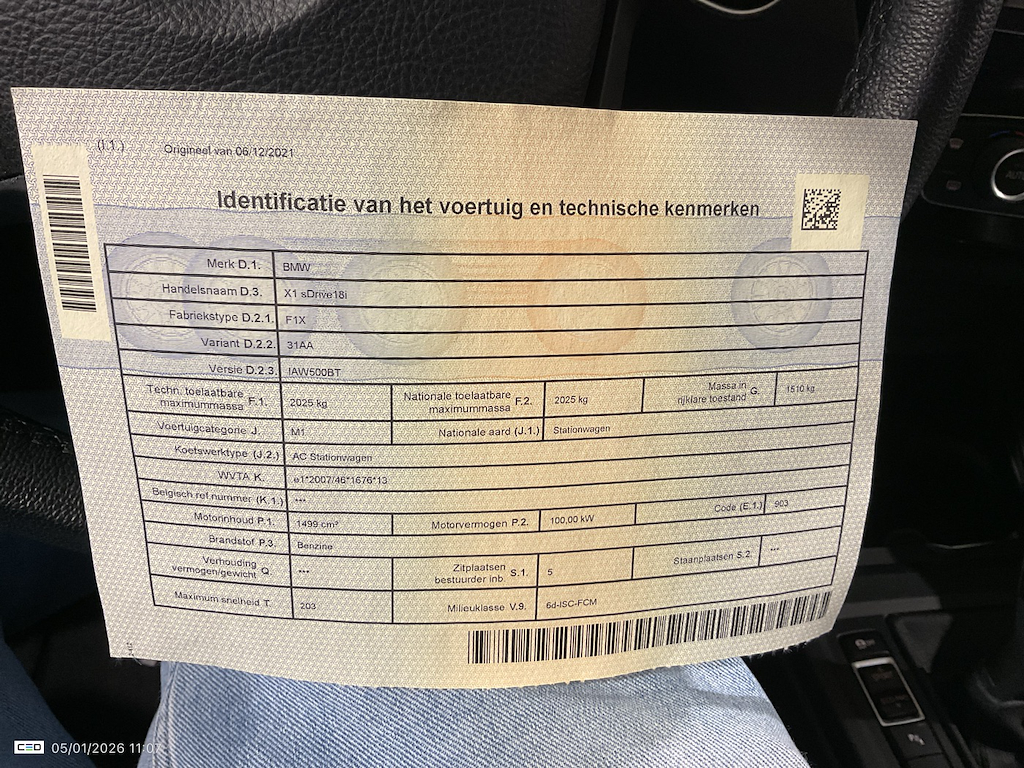 (I.1.) Origineel van 06/12/2021
Identificatie van het voertuig en technische kenmerken
Merk D.1. BMW
Handelsnaam D.3. X1 sDrive18i
Fabriekstype D.2.1. F1X
Variant D.2.2. 31AA
Versie D.2.3. IAW500BT
Techn. toelaatbare maximummassa F.1. 2025 kg Nationale toelaatbare maximummassa F.2. 2025 kg Massa in rijklare toestand G. 1510 kg
Voertuigcategorie J. M1 Nationale aard (J.1.) Stationwagen
Koetswerktype (J.2.) AC Stationwagen
WVTA K. e1*2007/46*1676*13
Belgisch ref.nummer (K.1.) ***
Motorinhoud P.1. 1499 cm³ Motorvermogen P.2. 100,00 kW Code (E.1.) 903
Brandstof P.3. Benzine
Verhouding vermogen/gewicht Q. *** Zitplaatsen bestuurder inb. S.1. 5 Staanplaatsen S.2. ***
Maximum snelheid T. 203 Milieuklasse V.9. 6d-ISC-FCM
CEO 05/01/2026 11:07